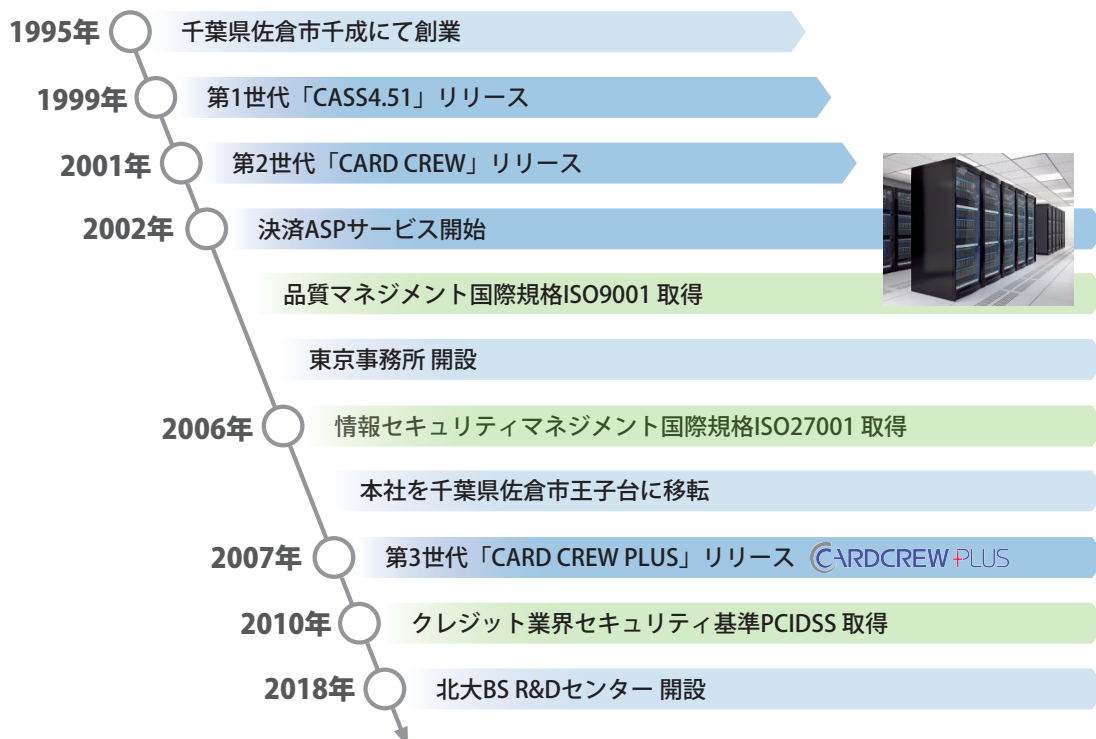 1995年 千葉県佐倉市千成にて創業
1999年 第1世代「CASS4.51」リリース
2001年 第2世代「CARD CREW」リリース
2002年 決済ASPサービス開始
品質マネジメント国際規格ISO9001 取得
東京事務所 開設
2006年 情報セキュリティマネジメント国際規格ISO27001 取得
本社を千葉県佐倉市王子台に移転
2007年 第3世代「CARD CREW PLUS」リリース CARDCREW PLUS
2010年 クレジット業界セキュリティ基準PCIDSS 取得
2018年 北大BS R&Dセンター 開設